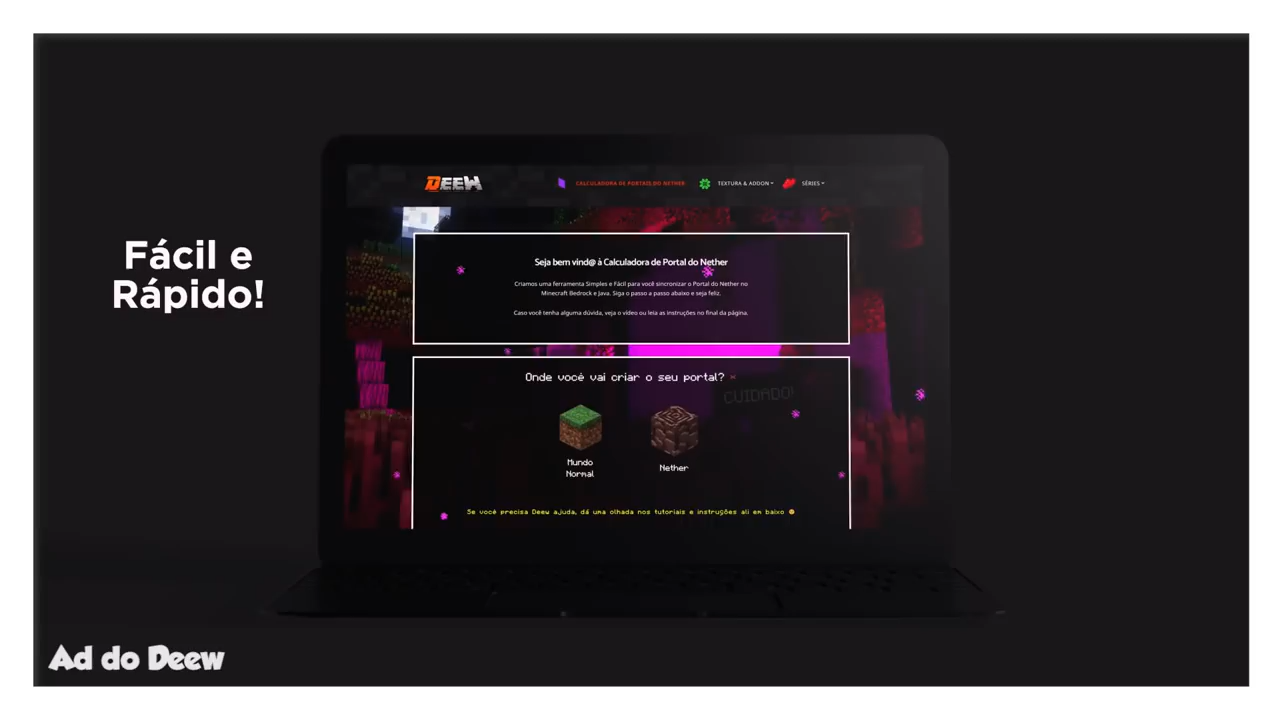 DEEW
CALCULADORA DE PORTAIS DO NETHER
TEXTURA & ADDON
SÉRIES
Fácil e
Rápido!
Seja bem vind@ à Calculadora de Portal do Nether
Criamos uma ferramenta Simples e Fácil para você sincronizar o Portal do Nether no
Minecraft Bedrock e Java. Siga o passo a passo abaixo e seja feliz.
Caso você tenha alguma dúvida, veja o vídeo ou leia as instruções no final da página.
Onde você vai criar o seu portal?
CUIDADO!
Mundo
Normal
Nether
Se você precisa Deew ajuda, dá uma olhada nos tutoriais e instruções ali em baixo
Ad do Deew